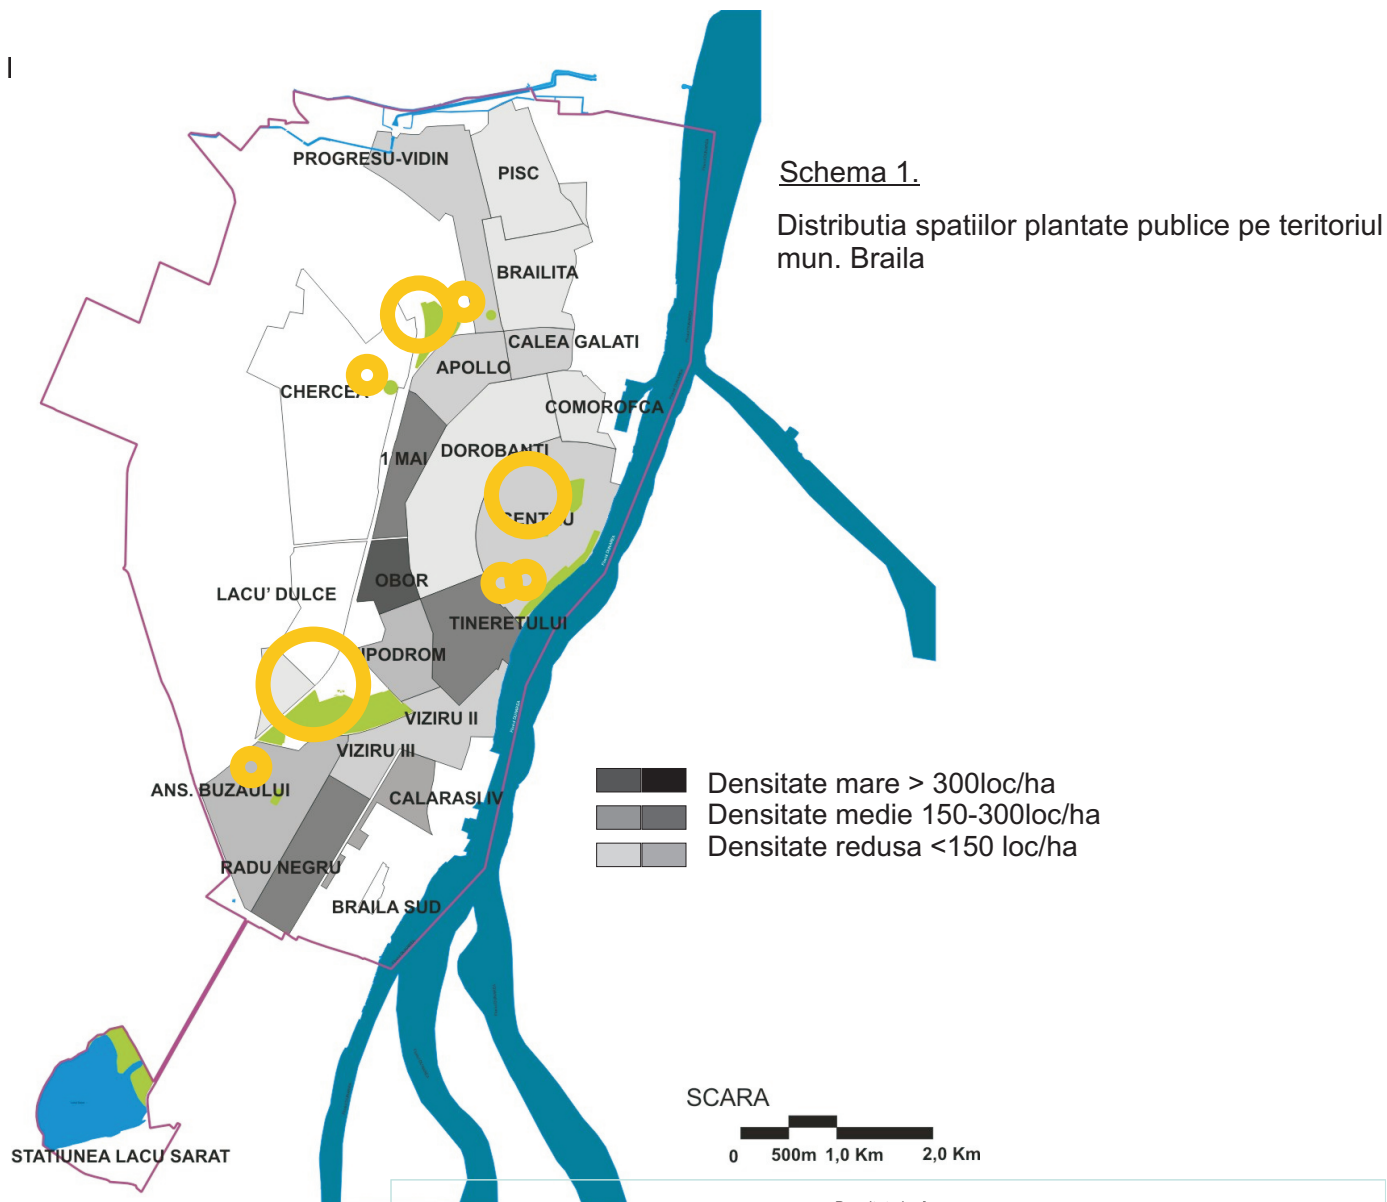 I
PROGRESU-VIDIN
PISC
Schema 1.
Distributia spatiilor plantate publice pe teritoriul
mun. Braila
BRAILITA
CALEA GALATI
APOLLO
CHERCEA
COMOROFCA
DOROBANTI
1 MAI
CENTRU
OBOR
LACU' DULCE
TINERETULUI
IPODROM
VIZIRU II
VIZIRU III
ANS. BUZAULUI
CALARASI IV
Densitate mare > 300loc/ha
Densitate medie 150-300loc/ha
Densitate redusa <150 loc/ha
RADU NEGRU
BRAILA SUD
SCARA
0 500m 1,0 Km 2,0 Km
STATIUNEA LACU SARAT